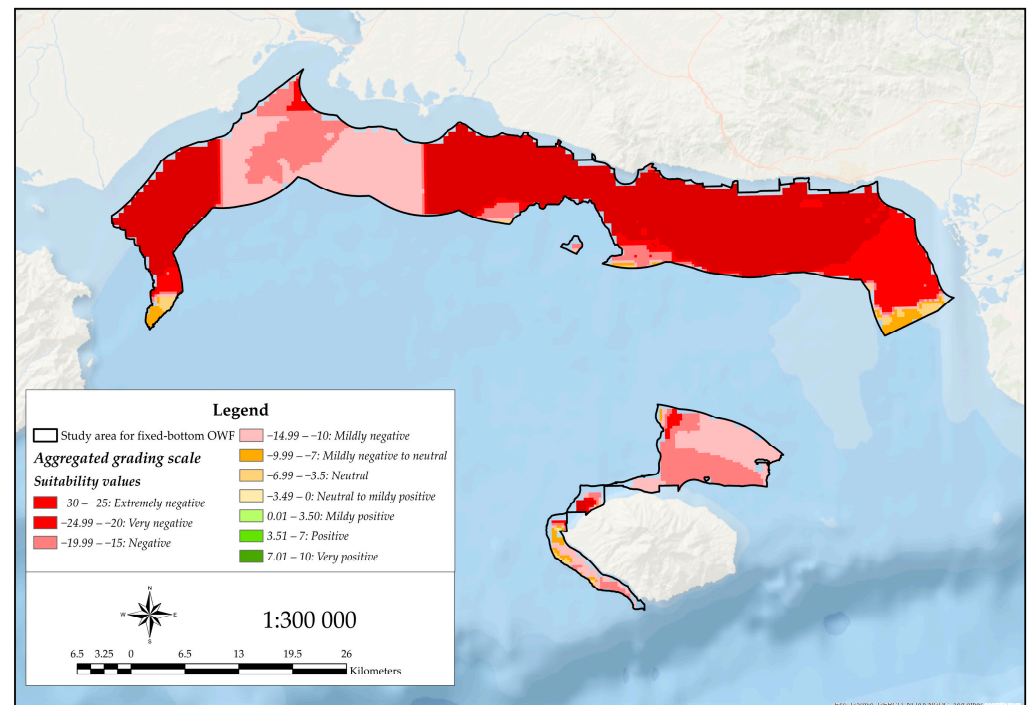 Legend
Study area for fixed-bottom OWF
Aggregated grading scale
Suitability values
30 – 25: Extremely negative
−24.99 – −20: Very negative
−19.99 – −15: Negative
−14.99 – −10: Mildly negative
−9.99 – −7: Mildly negative to neutral
−6.99 – −3.5: Neutral
−3.49 – 0: Neutral to mildly positive
0.01 – 3.50: Mildly positive
3.51 – 7: Positive
7.01 – 10: Very positive
N
W E
S
1:300 000
6.5 3.25 0 6.5 13 19.5 26
Kilometers